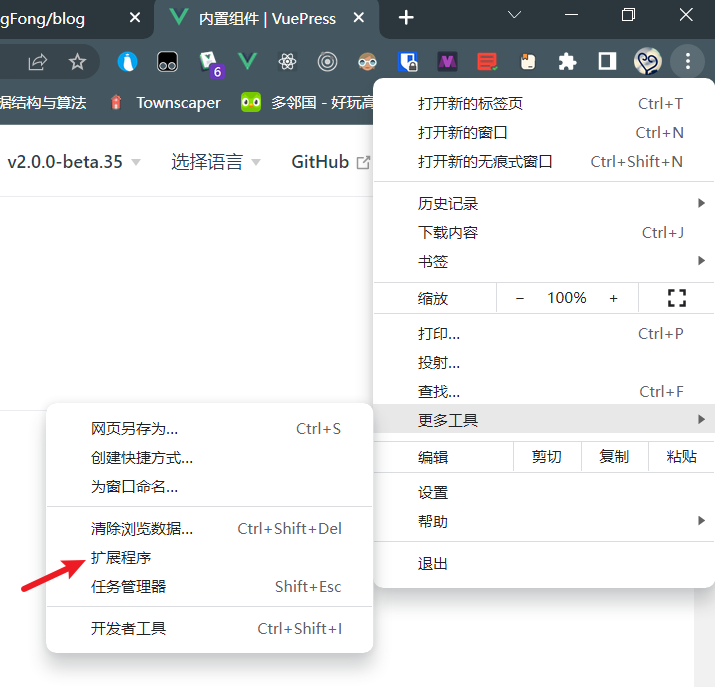 gFong/blog
内置组件 | VuePress
6
据结构与算法
Townscaper
多邻国 - 好玩高
v2.0.0-beta.35
选择语言
GitHub
打开新的标签页 Ctrl+T
打开新的窗口 Ctrl+N
打开新的无痕式窗口 Ctrl+Shift+N
历史记录
下载内容 Ctrl+J
书签
缩放 − 100% +
打印... Ctrl+P
投射...
查找... Ctrl+F
更多工具
编辑 剪切 复制 粘贴
设置
帮助
退出
网页另存为... Ctrl+S
创建快捷方式...
为窗口命名...
清除浏览数据... Ctrl+Shift+Del
扩展程序
任务管理器 Shift+Esc
开发者工具 Ctrl+Shift+I